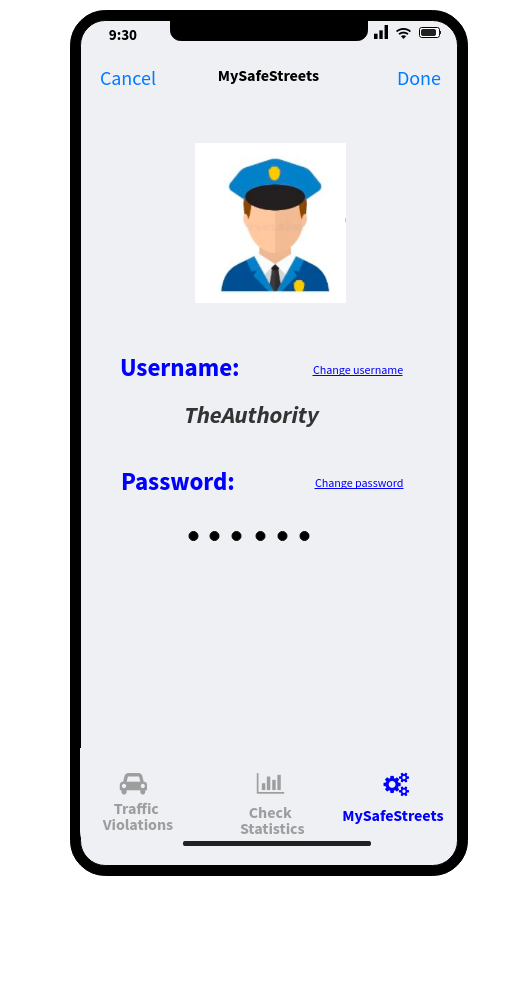 9:30
Cancel MySafeStreets Done
Username: Change username
TheAuthority
Password: Change password
Traffic
Violations
Check
Statistics
MySafeStreets